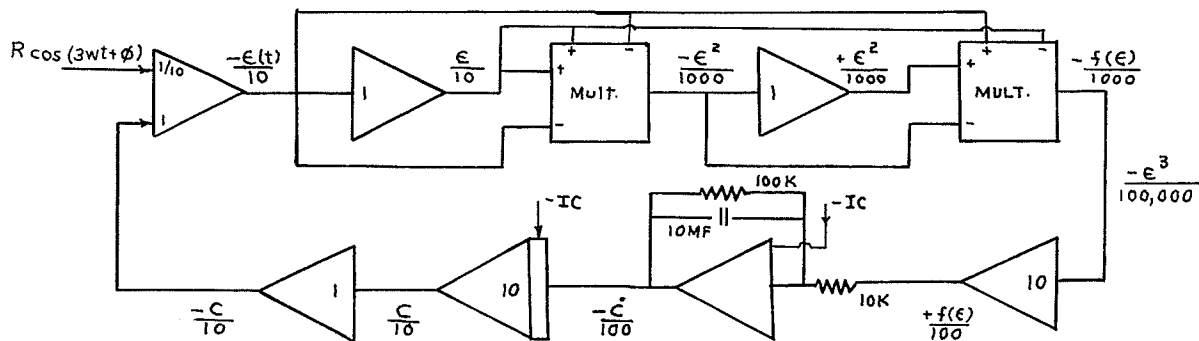 R cos (3wt+ø)
1/10
1
-ε(t)/10
1
ε/10
+ -
+
MULT.
-
-ε²/1000
1
+ε²/1000
+ -
+
MULT.
-
-f(ε)/1000
-ε³/100,000
10
+f(ε)/100
10K
100K
10MF
-IC
-Ċ/100
-IC
10
C/10
1
-C/10